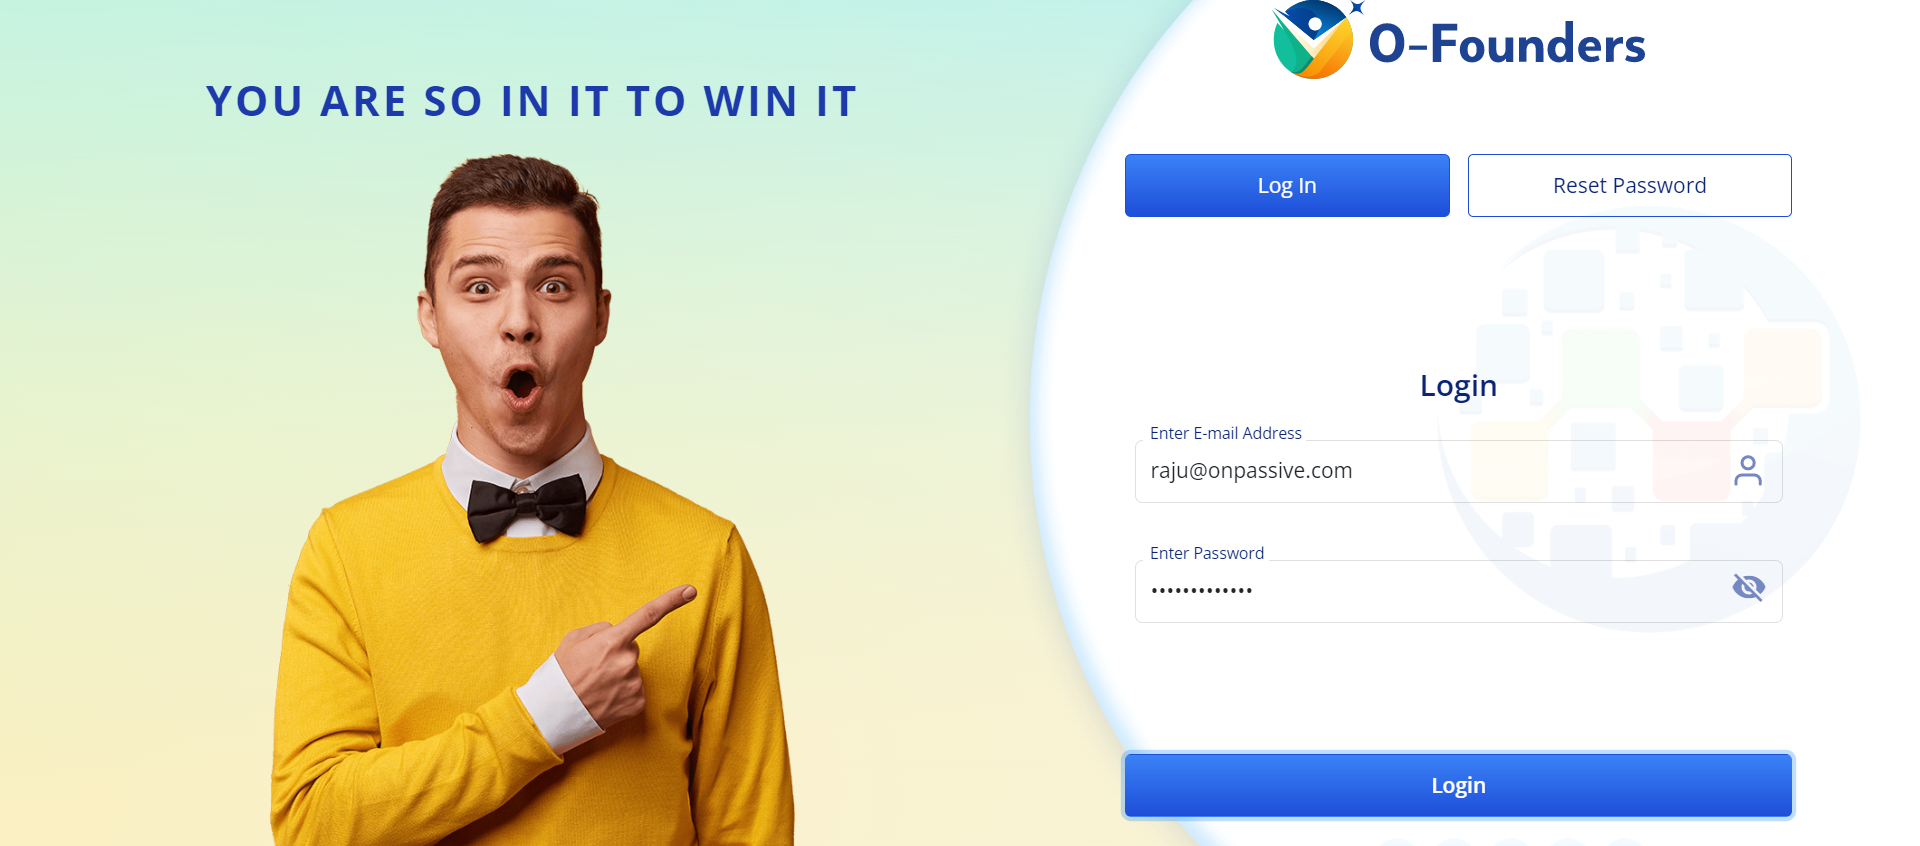 YOU ARE SO IN IT TO WIN IT
O-Founders
Log In
Reset Password
Login
Enter E-mail Address
raju@onpassive.com
Enter Password
•••••••••••••
Login